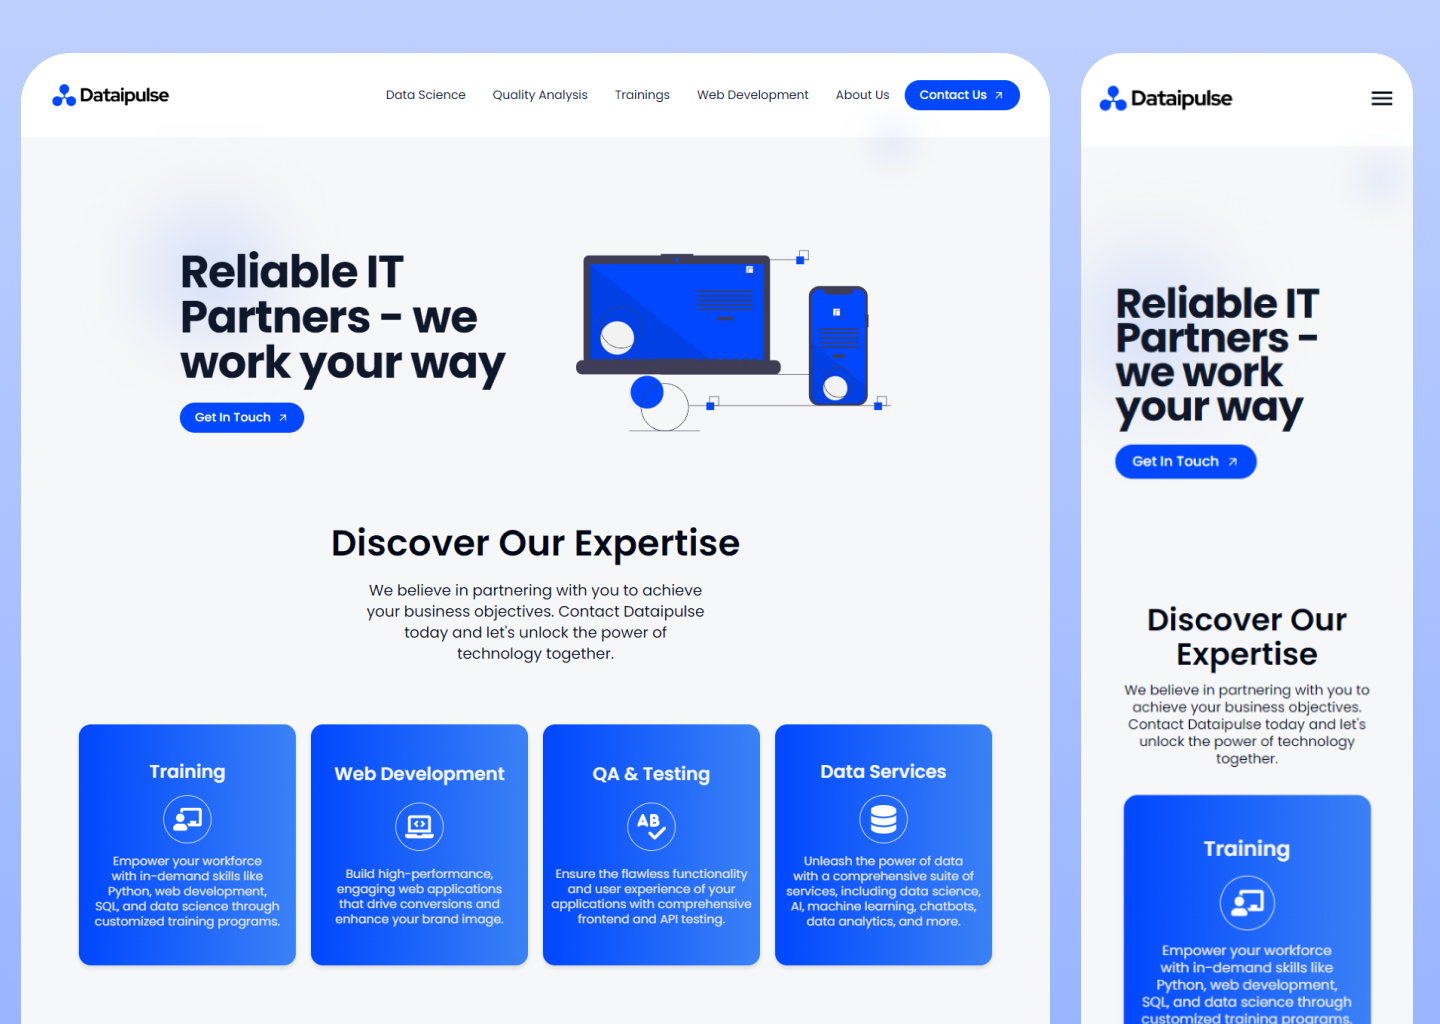 Dataipulse
Data Science
Quality Analysis
Trainings
Web Development
About Us
Contact Us
Reliable IT
Partners - we
work your way
Get In Touch
Discover Our Expertise
We believe in partnering with you to achieve
your business objectives. Contact Dataipulse
today and let's unlock the power of
technology together.
Training
Empower your workforce
with in-demand skills like
Python, web development,
SQL, and data science through
customized training programs.
Web Development
Build high-performance,
engaging web applications
that drive conversions and
enhance your brand image.
QA & Testing
AB
Ensure the flawless functionality
and user experience of your
applications with comprehensive
frontend and API testing.
Data Services
Unleash the power of data
with a comprehensive suite of
services, including data science,
AI, machine learning, chatbots,
data analytics, and more.
Dataipulse
Reliable IT
Partners -
we work
your way
Get In Touch
Discover Our
Expertise
We believe in partnering with you to
achieve your business objectives.
Contact Dataipulse today and let's
unlock the power of technology
together.
Training
Empower your workforce
with in-demand skills like
Python, web development,
SQL, and data science through
customized training programs.